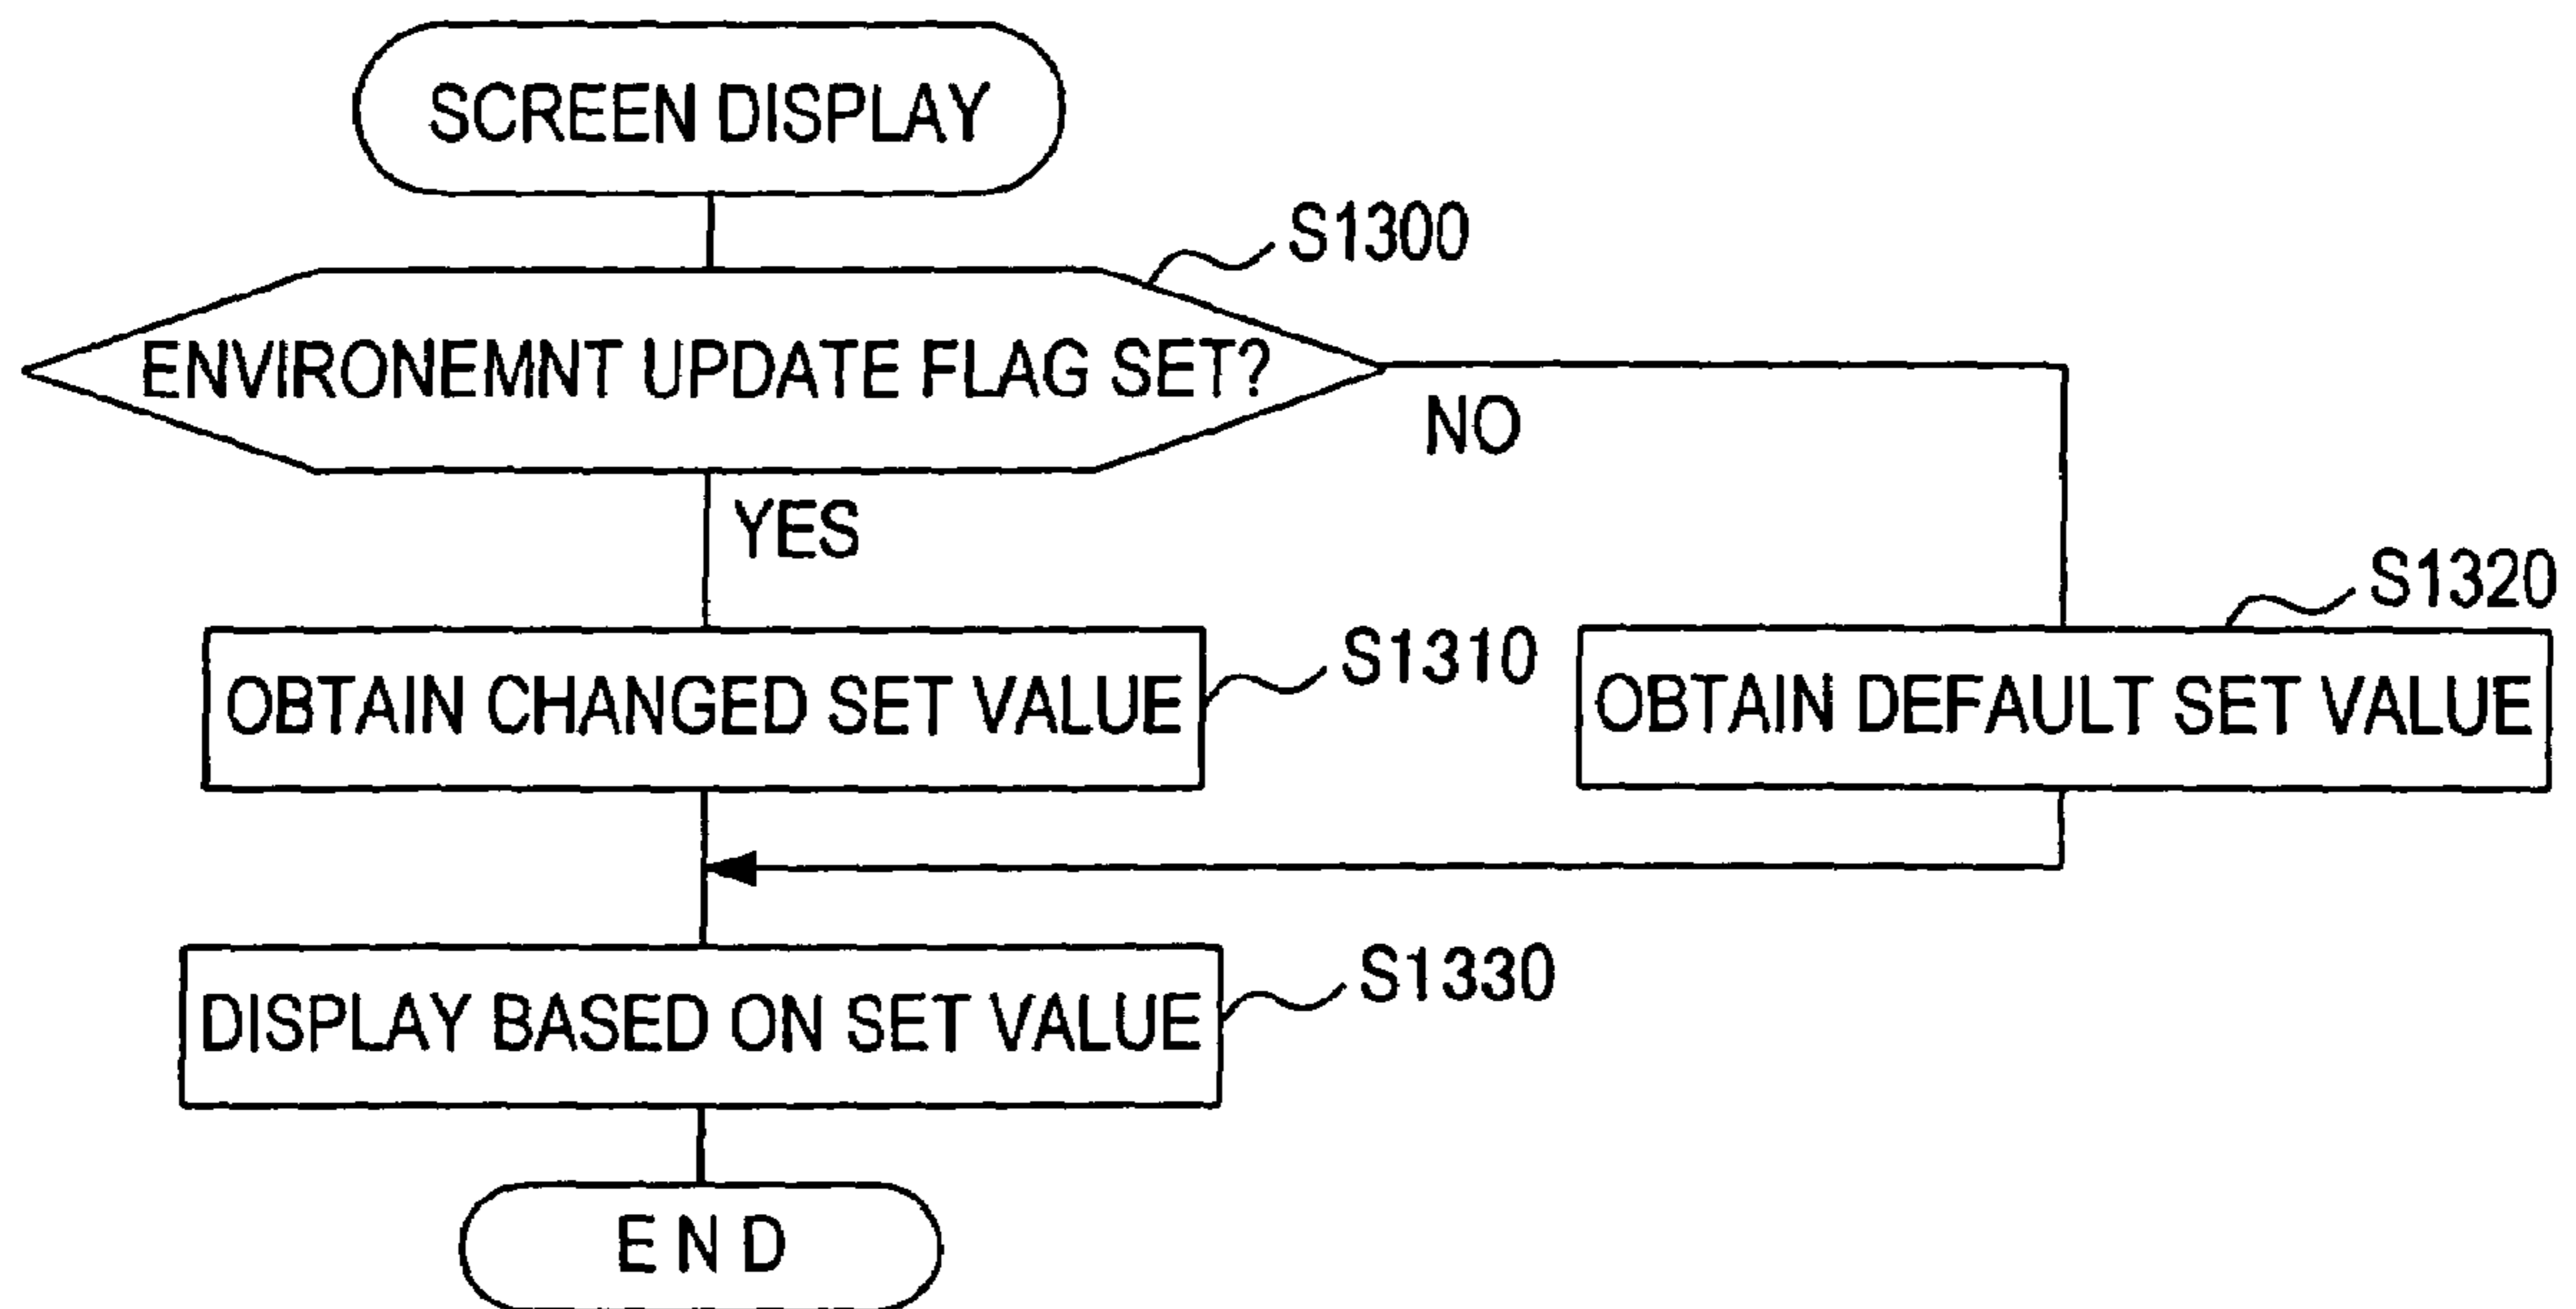 SCREEN DISPLAY
S1300
ENVIRONEMNT UPDATE FLAG SET?
NO
YES
S1320
S1310
OBTAIN CHANGED SET VALUE
OBTAIN DEFAULT SET VALUE
S1330
DISPLAY BASED ON SET VALUE
END